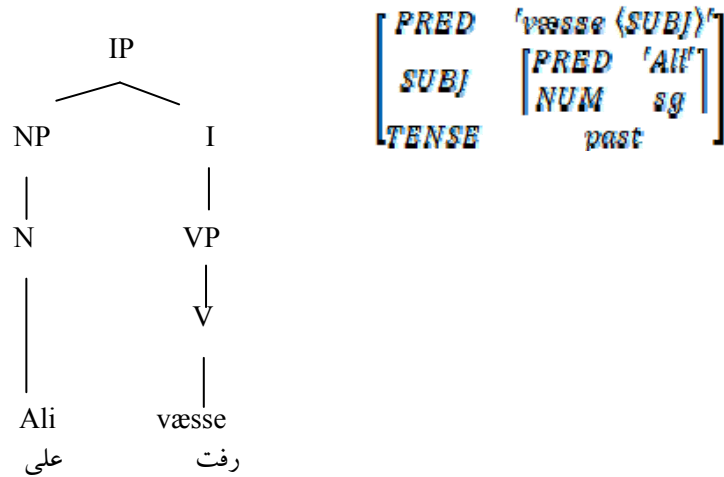 IP
NP I
N VP
V
Ali væsse
علی رفت
PRED 'væsse ⟨SUBJ⟩'
SUBJ [PRED 'Ali'
NUM sg]
TENSE past